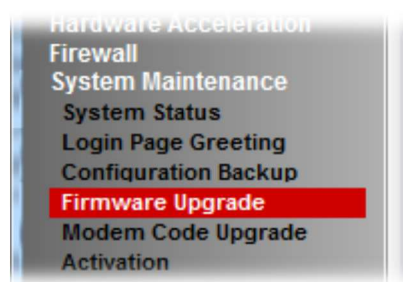 Hardware Acceleration
Firewall
System Maintenance
System Status
Login Page Greeting
Configuration Backup
Firmware Upgrade
Modem Code Upgrade
Activation